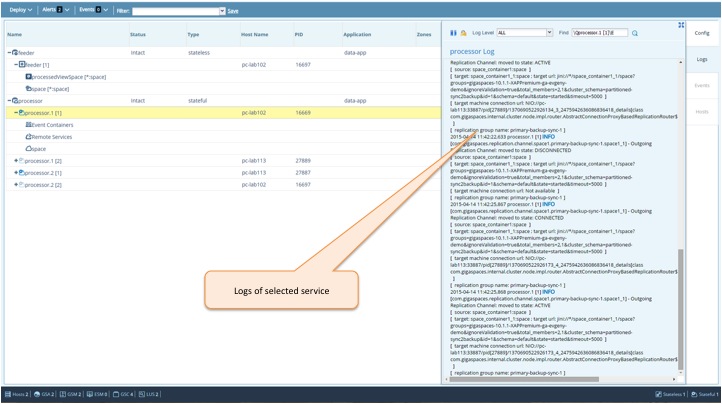 Deploy Alerts 2 Events 0 Filter: Save
Name Status Type Host Name PID Application Zones
feeder Intact stateless data-app
feeder [1] pc-lab102 16697
processedViewSpace [*:space]
space [*:space]
processor Intact stateful data-app
processor.1 [1] pc-lab102 16669
Event Containers
Remote Services
space
processor.1 [2] pc-lab113 27889
processor.2 [1] pc-lab113 27887
processor.2 [2] pc-lab102 16697
Logs of selected service
Log Level ALL Find
processor Log
Replication Channel: moved to state: ACTIVE
[ source: space_container1:space ]
[ target: space_container1_1:space : target url: jini://*/space_container1_1/space?
groups=gigaspaces-10.1.1-XAPPremium-ga-evgeny-
demo&ignoreValidation=true&total_members=2,1&cluster_schema=partitioned-
sync2backup&id=1&schema=default&state=started&timeout=5000 ]
[ target machine connection url: NIO://pc-
lab113:33887/pid[27889]/1370690522926134_3_2475942636086836434_details[class
com.gigaspaces.internal.cluster.node.impl.router.AbstractConnectionProxyBasedReplicationRouter$
]
[ replication group name: primary-backup-sync-1 ]
2015-04-14 11:42:22,633 processor.1 [1] INFO
[com.gigaspaces.replication.channel.space1.primary-backup-sync-1.space1_1] - Outgoing
Replication Channel: moved to state: DISCONNECTED
[ source: space_container1:space ]
[ target: space_container1_1:space : target url: jini://*/space_container1_1/space?
groups=gigaspaces-10.1.1-XAPPremium-ga-evgeny-
demo&ignoreValidation=true&total_members=2,1&cluster_schema=partitioned-
sync2backup&id=1&schema=default&state=started&timeout=5000 ]
[ target machine connection url: Not available ]
[ replication group name: primary-backup-sync-1 ]
2015-04-14 11:42:25,867 processor.1 [1] INFO
[com.gigaspaces.replication.channel.space1.primary-backup-sync-1.space1_1] - Outgoing
Replication Channel: moved to state: CONNECTED
[ source: space_container1:space ]
[ target: space_container1_1:space : target url: jini://*/space_container1_1/space?
groups=gigaspaces-10.1.1-XAPPremium-ga-evgeny-
demo&ignoreValidation=true&total_members=2,1&cluster_schema=partitioned-
sync2backup&id=1&schema=default&state=started&timeout=5000 ]
[ target machine connection url: NIO://pc-
lab113:33887/pid[27889]/1370690522926173_4_2475942636086836418_details[class
com.gigaspaces.internal.cluster.node.impl.router.AbstractConnectionProxyBasedReplicationRouter$
]
[ replication group name: primary-backup-sync-1 ]
2015-04-14 11:42:25,868 processor.1 [1] INFO
[com.gigaspaces.replication.channel.space1.primary-backup-sync-1.space1_1] - Outgoing
Replication Channel: moved to state: ACTIVE
[ source: space_container1:space ]
[ target: space_container1_1:space : target url: jini://*/space_container1_1/space?
groups=gigaspaces-10.1.1-XAPPremium-ga-evgeny-
demo&ignoreValidation=true&total_members=2,1&cluster_schema=partitioned-
sync2backup&id=1&schema=default&state=started&timeout=5000 ]
[ target machine connection url: NIO://pc-
lab113:33887/pid[27889]/1370690522926173_4_2475942636086836418_details[class
com.gigaspaces.internal.cluster.node.impl.router.AbstractConnectionProxyBasedReplicationRouter$
]
[ replication group name: primary-backup-sync-1 ]
Config
Logs
Events
Hosts
Hosts 2 GSA 2 GSM 2 ESM 0 GSC 4 LUS 2 Stateless 1 Stateful 1